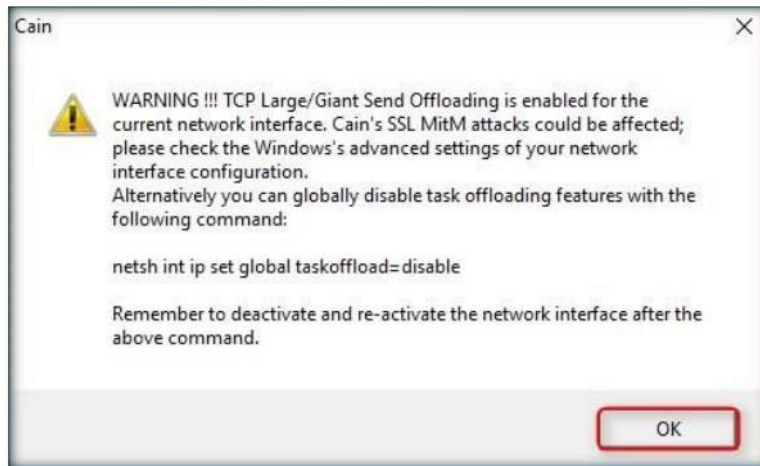 Cain
WARNING !!! TCP Large/Giant Send Offloading is enabled for the
current network interface. Cain's SSL MitM attacks could be affected;
please check the Windows's advanced settings of your network
interface configuration.
Alternatively you can globally disable task offloading features with the
following command:
netsh int ip set global taskoffload=disable
Remember to deactivate and re-activate the network interface after the
above command.
OK